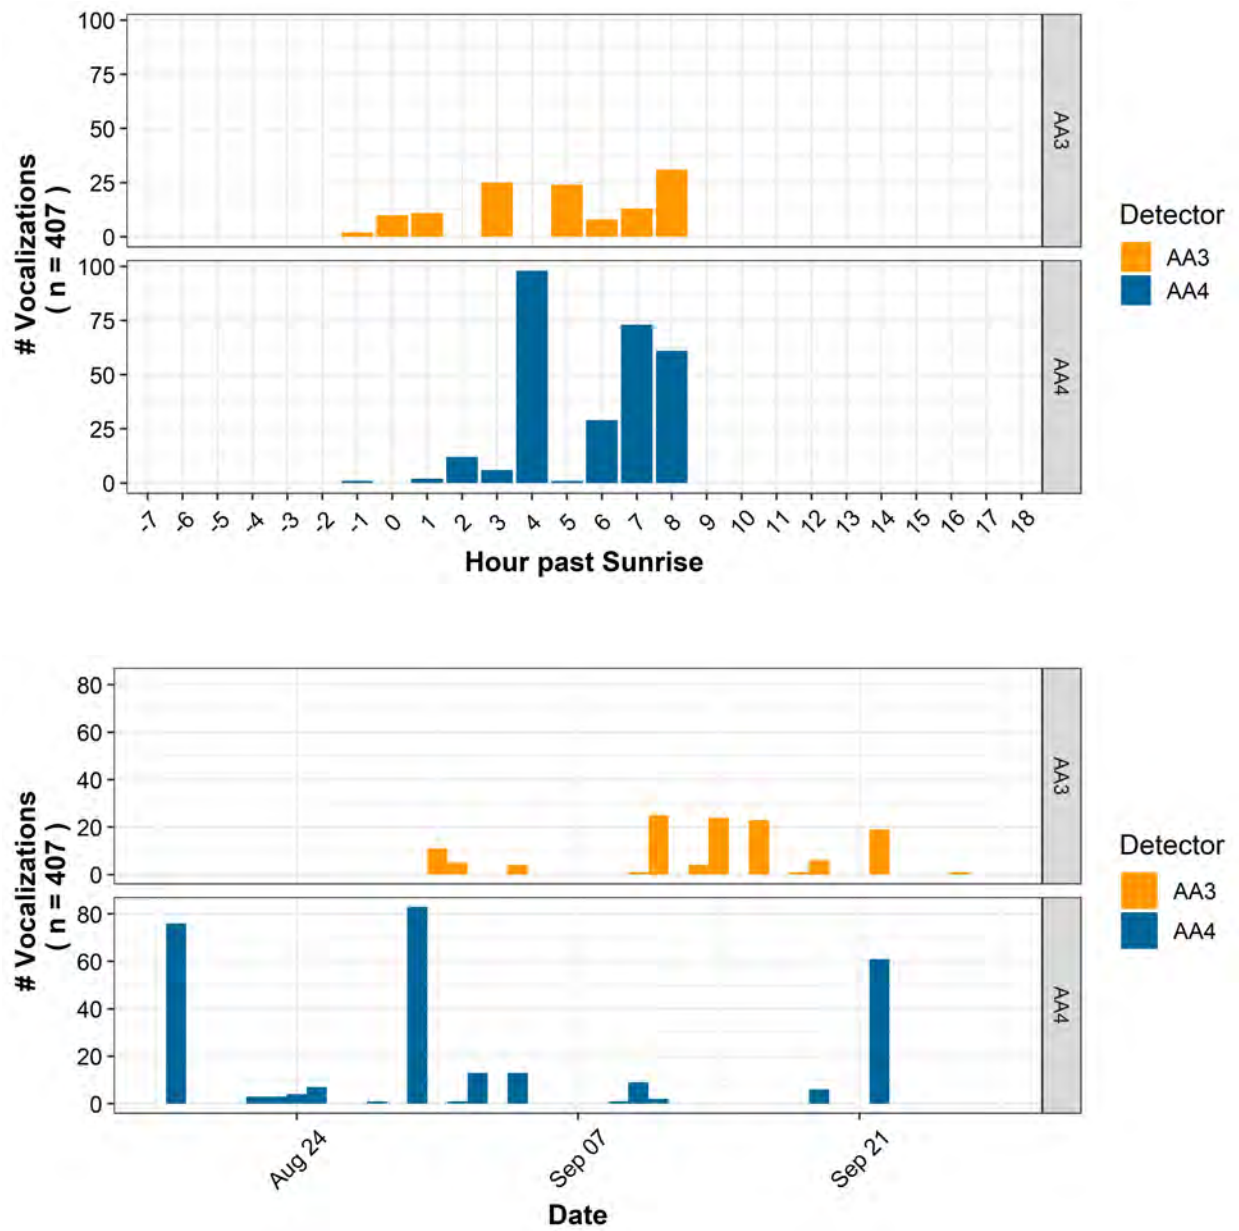 100
75
50
25
0
AA3
100
75
50
25
0
AA4
# Vocalizations
( n = 407 )
-7 -6 -5 -4 -3 -2 -1 0 1 2 3 4 5 6 7 8 9 10 11 12 13 14 15 16 17 18
Hour past Sunrise
Detector
AA3
AA4
80
60
40
20
0
AA3
80
60
40
20
0
AA4
# Vocalizations
( n = 407 )
Aug 24 Sep 07 Sep 21
Date
Detector
AA3
AA4